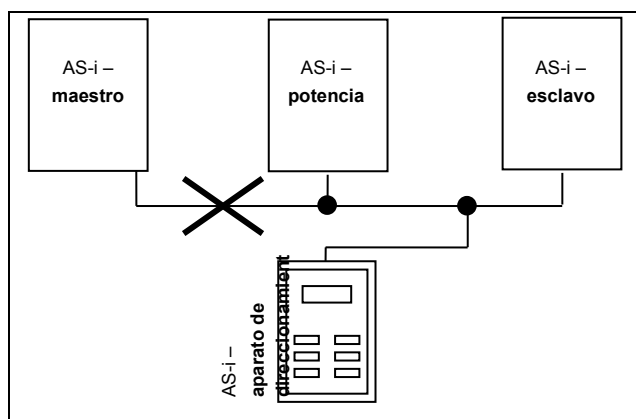 AS-i –
maestro
AS-i –
potencia
AS-i –
esclavo
AS-i –
aparato de
direccionamient